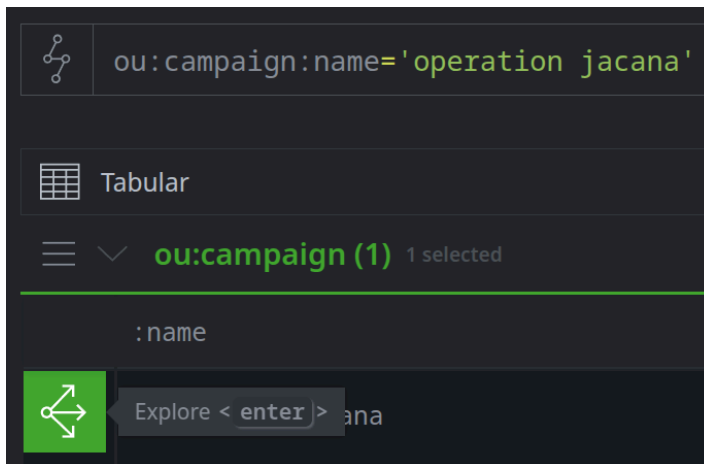 ou:campaign:name='operation jacana'
Tabular
ou:campaign (1) 1 selected
:name
Explore < enter > ana